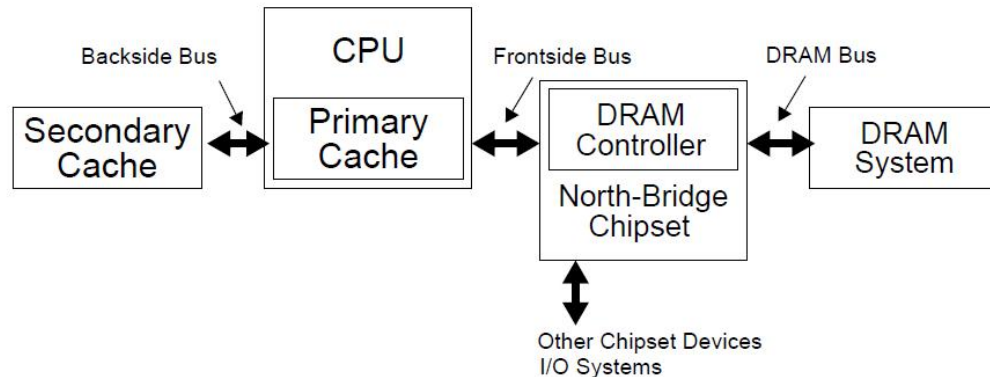 Backside Bus
CPU
Frontside Bus
DRAM Bus
Secondary
Cache
Primary
Cache
DRAM
Controller
North-Bridge
Chipset
DRAM
System
Other Chipset Devices
I/O Systems